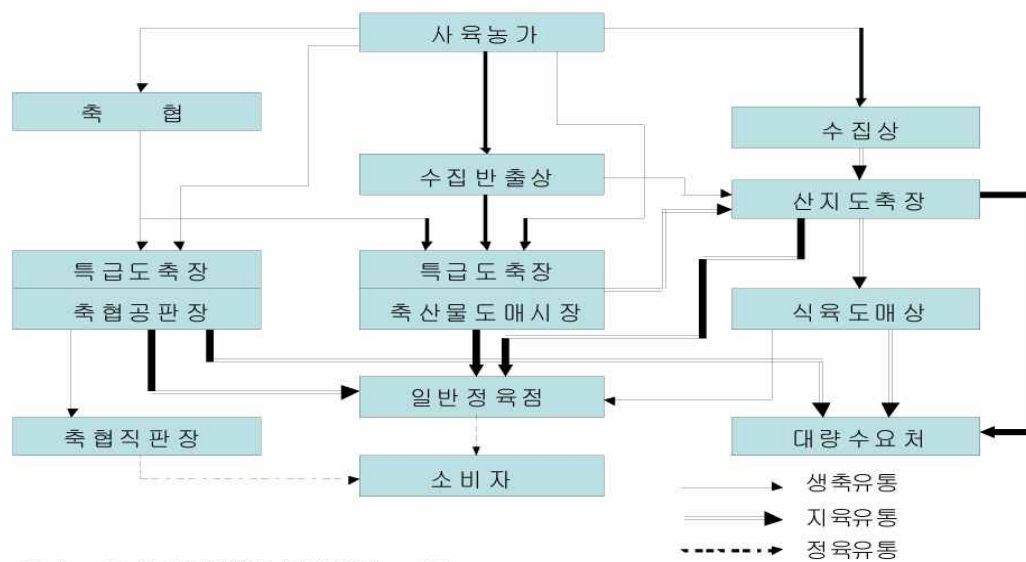 사육농가
축 협
수집상
수집반출상
산지도축장
특급도축장
특급도축장
축협공판장
축산물도매시장
식육도매상
일반정육점
축협직판장
대량수요처
소비자
생축유통
지육유통
정육유통